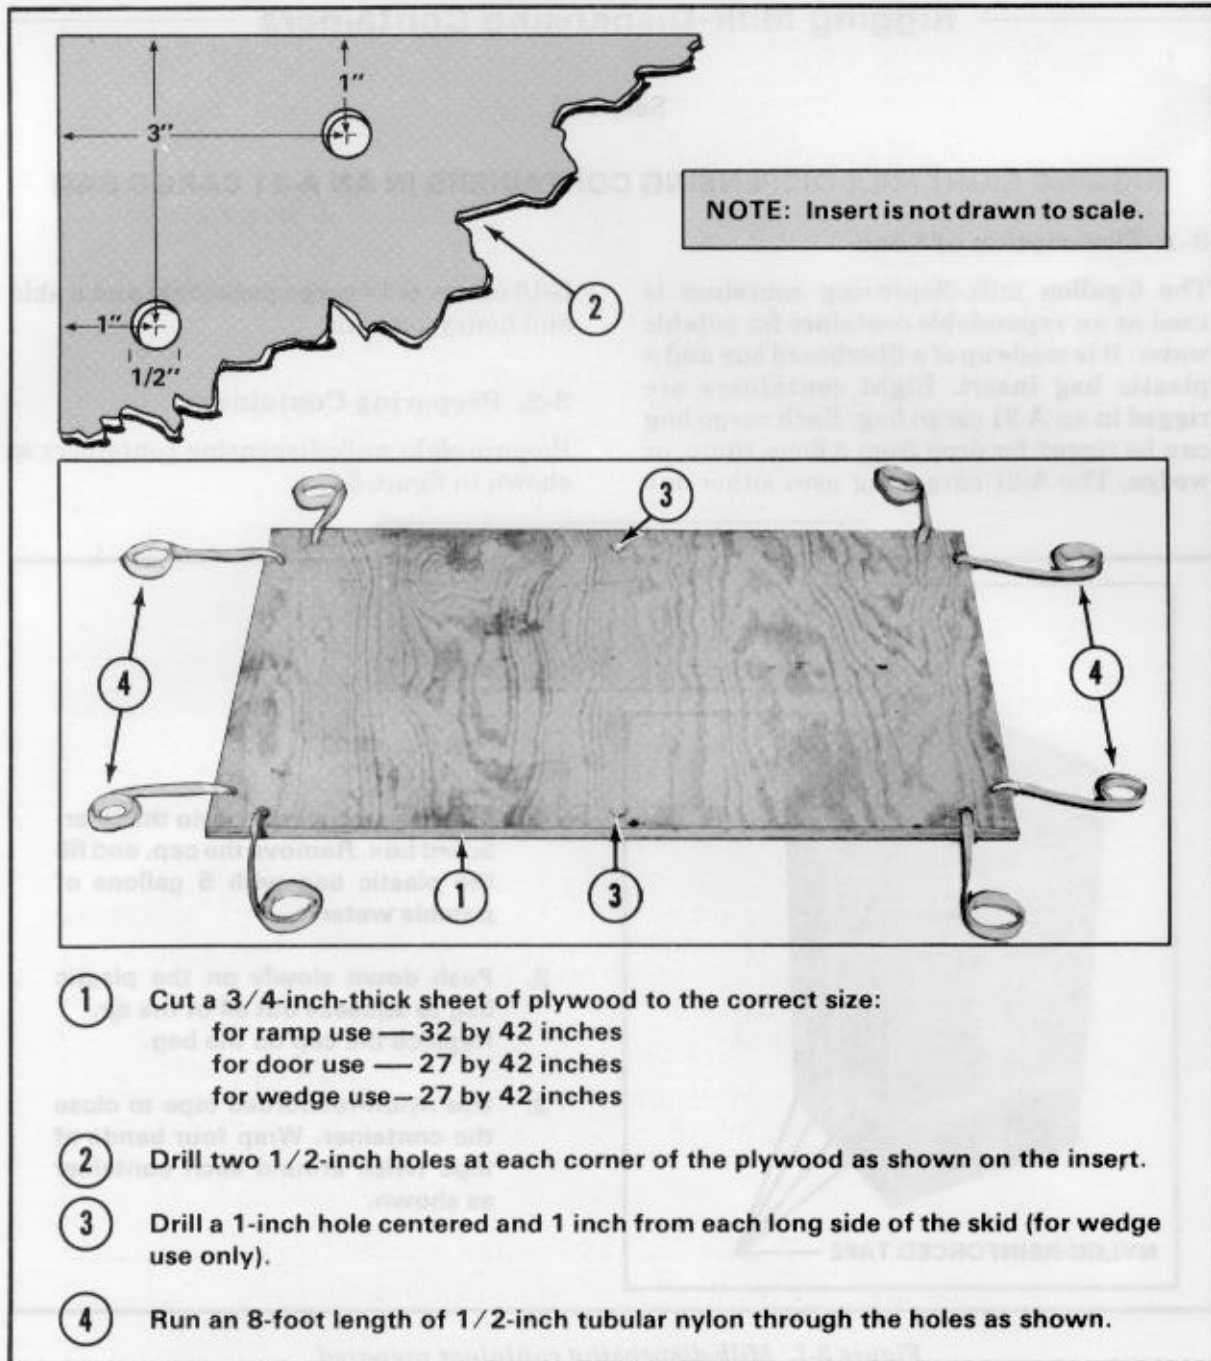 1"
3"
1"
1/2"
2
NOTE: Insert is not drawn to scale.
3
4
4
1
3
1 Cut a 3/4-inch-thick sheet of plywood to the correct size:
for ramp use — 32 by 42 inches
for door use — 27 by 42 inches
for wedge use — 27 by 42 inches
2 Drill two 1/2-inch holes at each corner of the plywood as shown on the insert.
3 Drill a 1-inch hole centered and 1 inch from each long side of the skid (for wedge
use only).
4 Run an 8-foot length of 1/2-inch tubular nylon through the holes as shown.